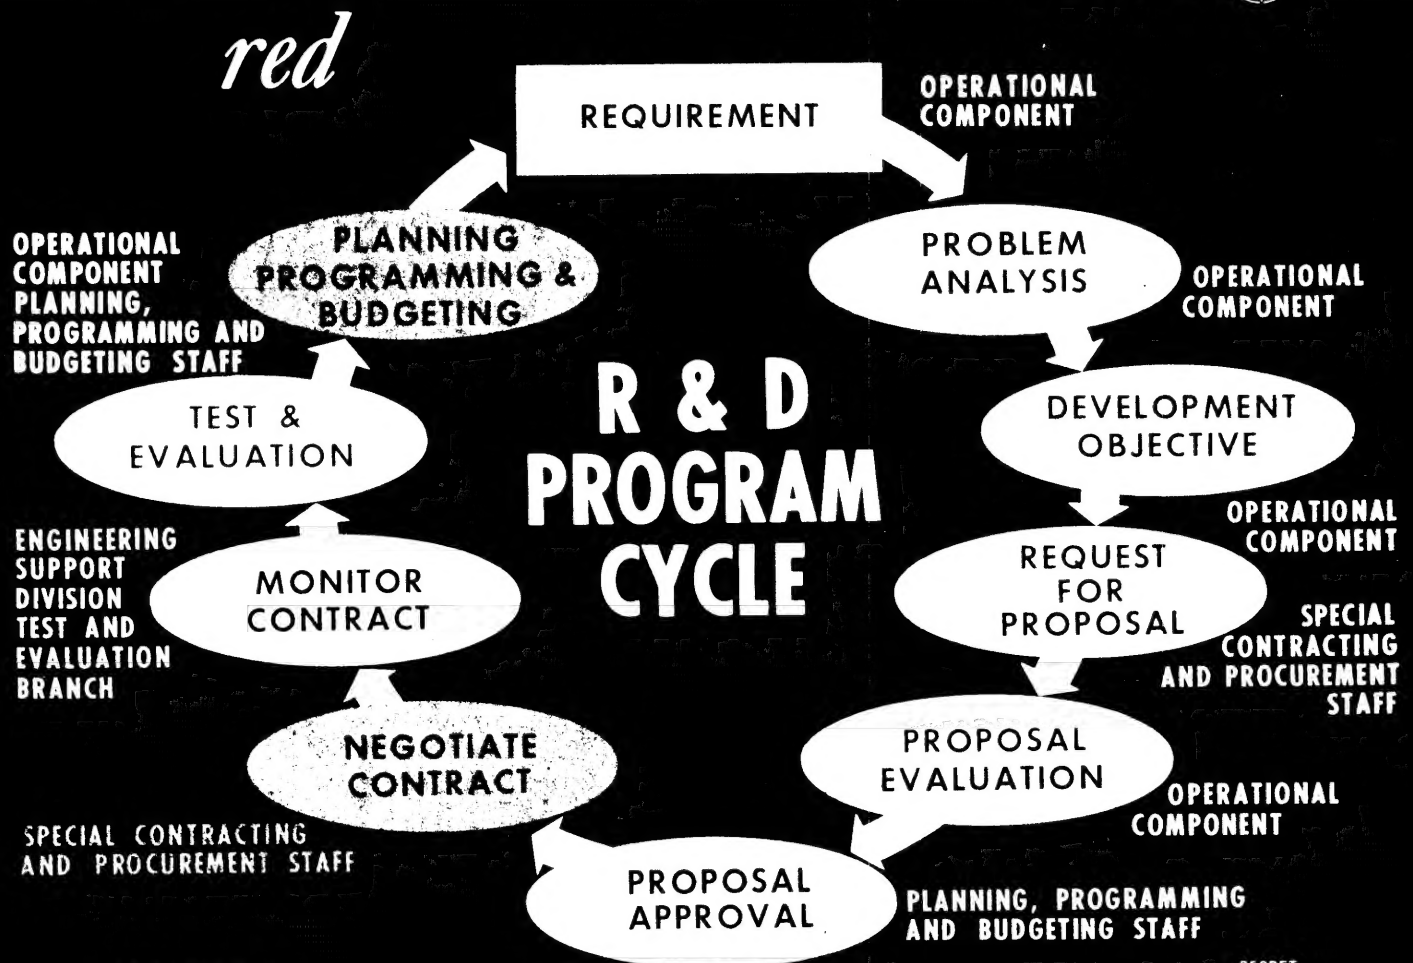 red
REQUIREMENT
OPERATIONAL
COMPONENT
PROBLEM
ANALYSIS
OPERATIONAL
COMPONENT
DEVELOPMENT
OBJECTIVE
OPERATIONAL
COMPONENT
REQUEST
FOR
PROPOSAL
SPECIAL
CONTRACTING
AND PROCUREMENT
STAFF
PROPOSAL
EVALUATION
OPERATIONAL
COMPONENT
PROPOSAL
APPROVAL
PLANNING, PROGRAMMING
AND BUDGETING STAFF
NEGOTIATE
CONTRACT
SPECIAL CONTRACTING
AND PROCUREMENT STAFF
MONITOR
CONTRACT
ENGINEERING
SUPPORT
DIVISION
TEST AND
EVALUATION
BRANCH
TEST &
EVALUATION
OPERATIONAL
COMPONENT
PLANNING,
PROGRAMMING AND
BUDGETING STAFF
PLANNING
PROGRAMMING &
BUDGETING
R & D
PROGRAM
CYCLE